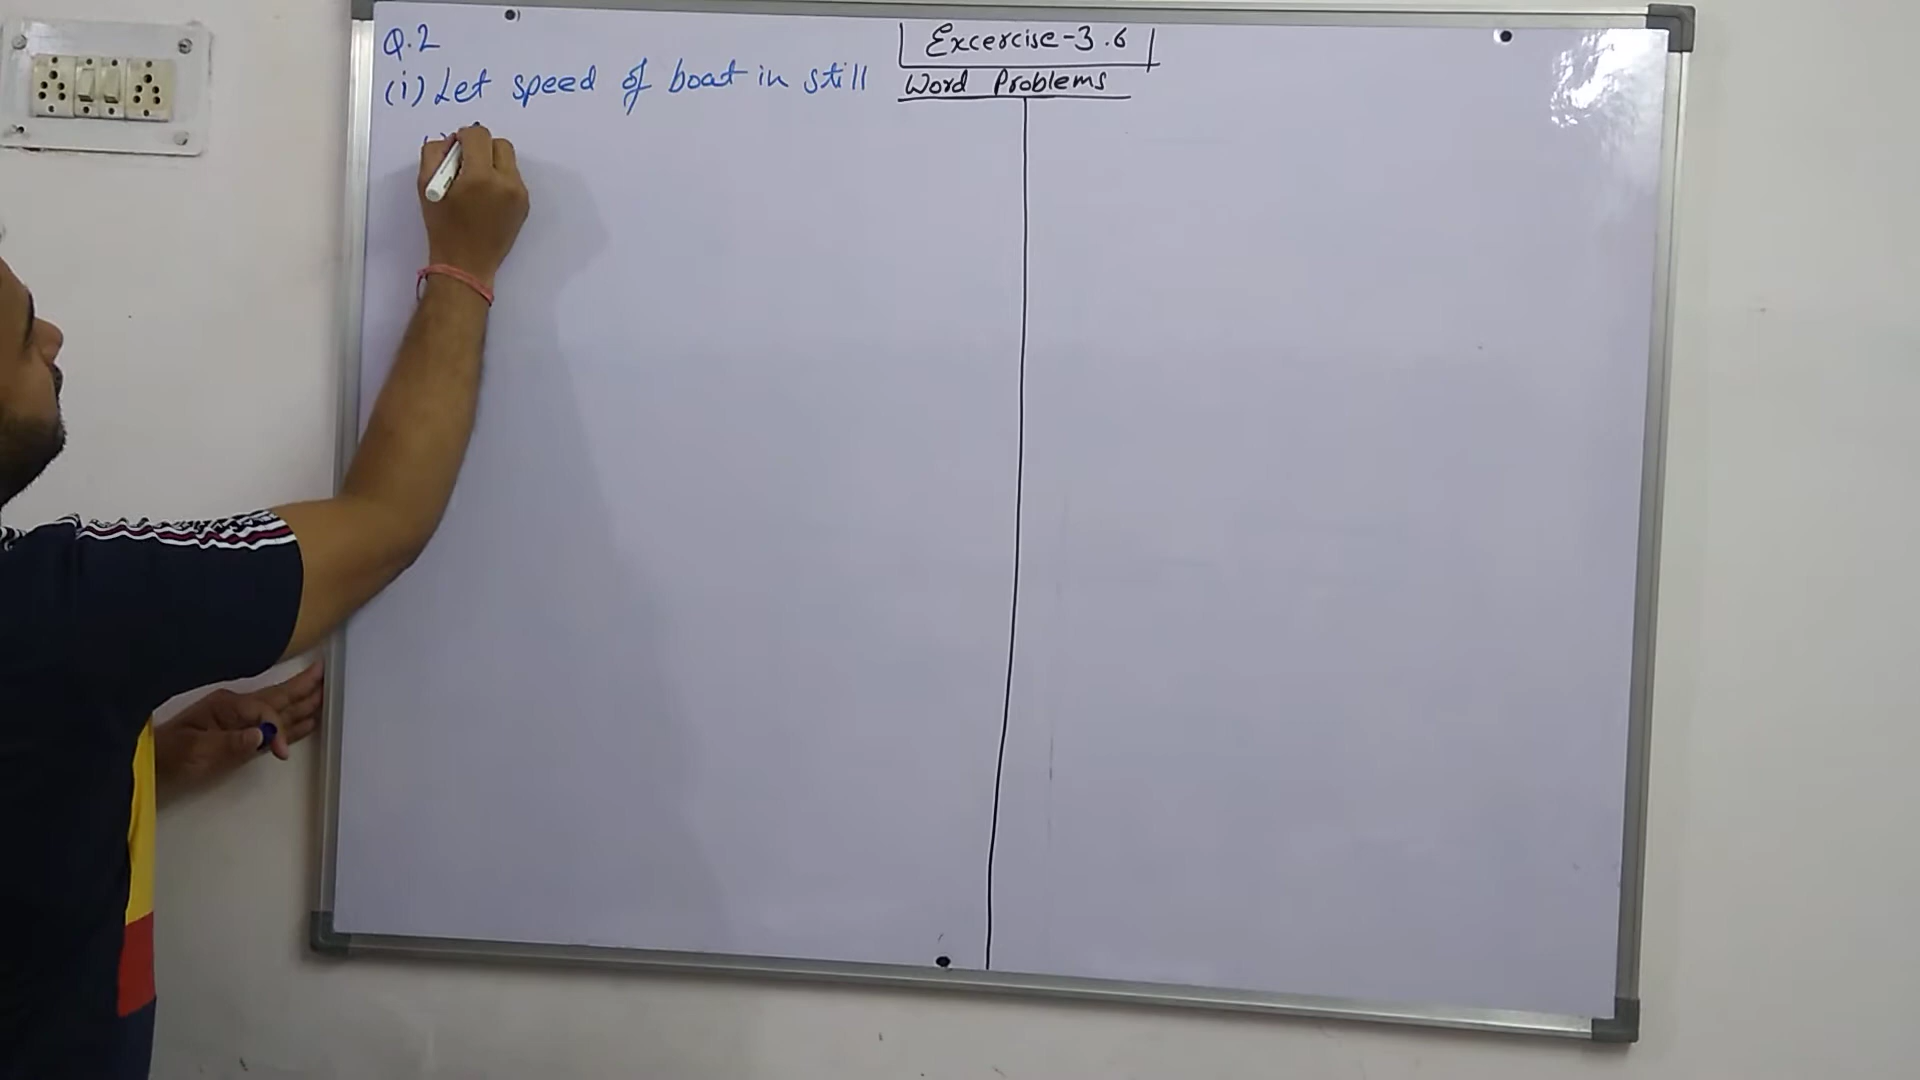 Excercise-3.6
Word Problems
Q.2
(i) Let speed of boat in still